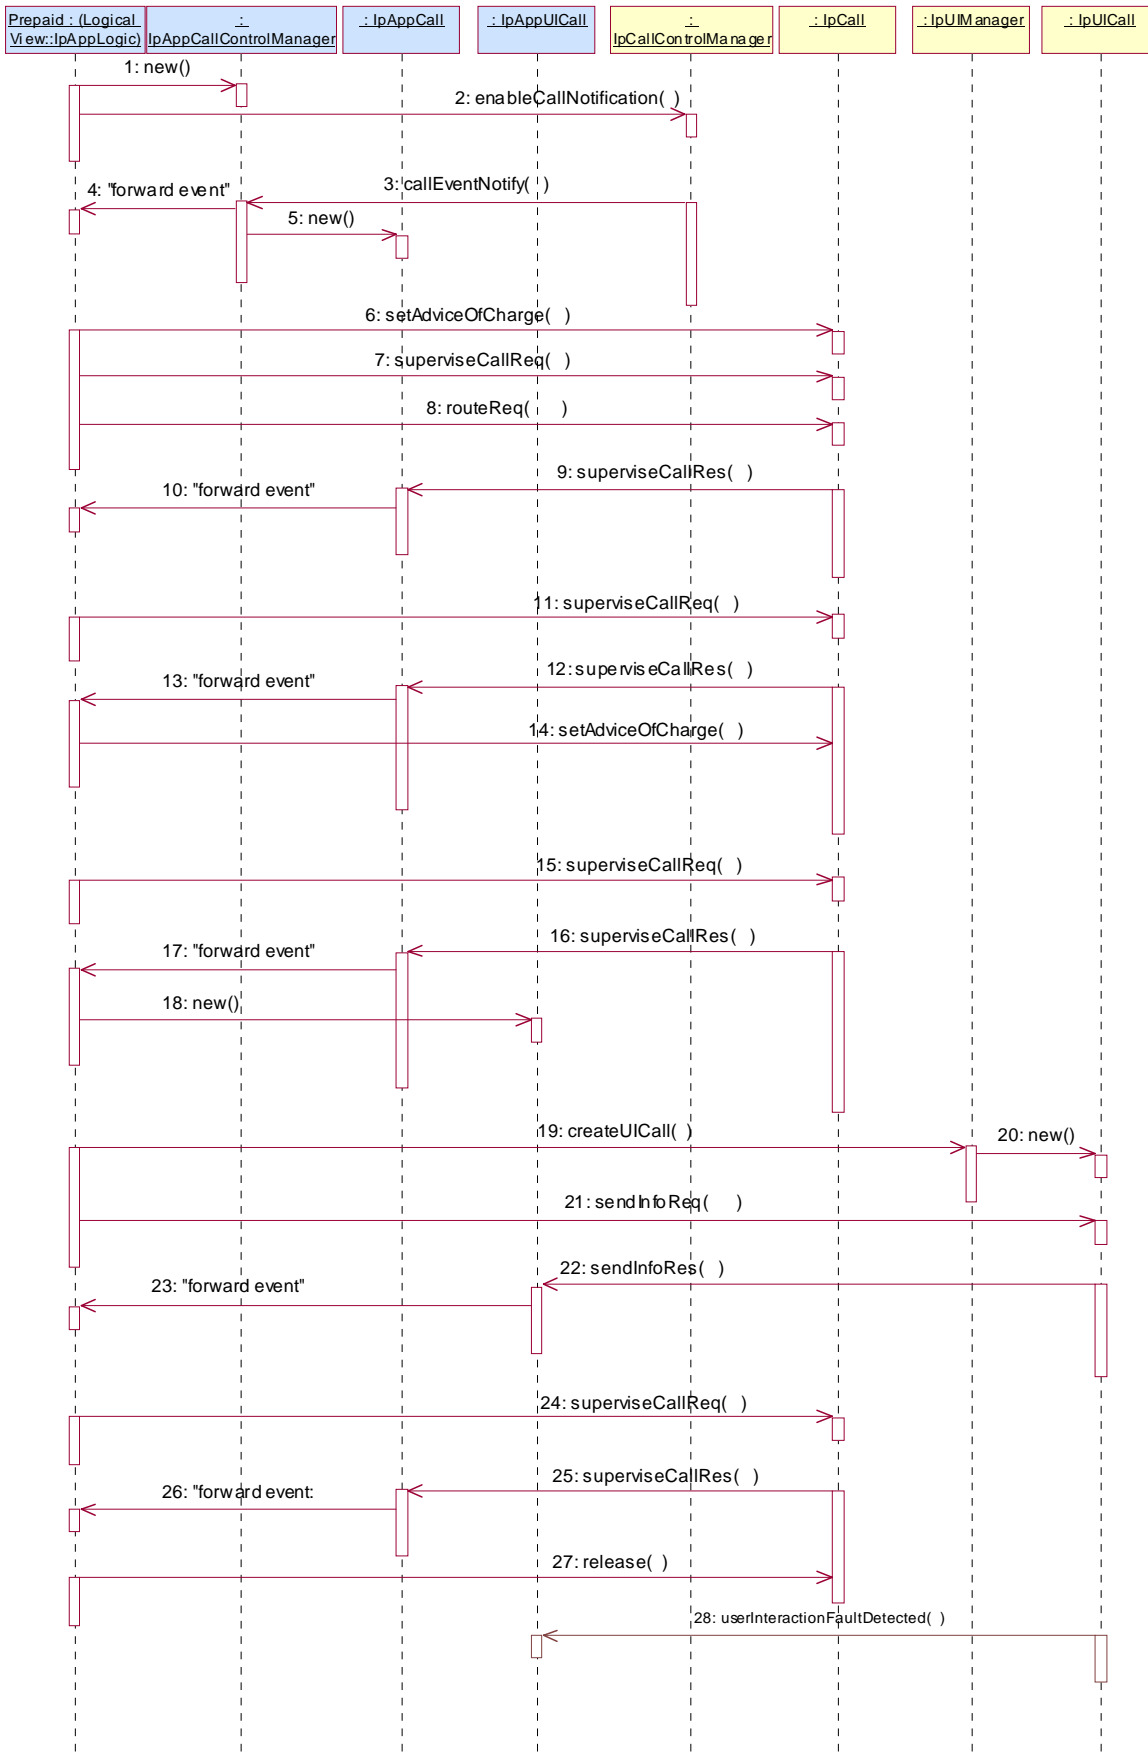 Prepaid : (Logical
View::IpAppLogic)
:
IpAppCallControlManager
: IpAppCall
: IpAppUICall
:
IpCallControlManager
: IpCall
: IpUIManager
: IpUICall
1: new()
2: enableCallNotification( )
3: callEventNotify( )
4: "forward event"
5: new()
6: setAdviceOfCharge( )
7: superviseCallReq( )
8: routeReq( )
9: superviseCallRes( )
10: "forward event"
11: superviseCallReq( )
12: superviseCallRes( )
13: "forward event"
14: setAdviceOfCharge( )
15: superviseCallReq( )
16: superviseCallRes( )
17: "forward event"
18: new()
19: createUICall( )
20: new()
21: sendInfoReq( )
22: sendInfoRes( )
23: "forward event"
24: superviseCallReq( )
25: superviseCallRes( )
26: "forward event:
27: release( )
28: userInteractionFaultDetected( )